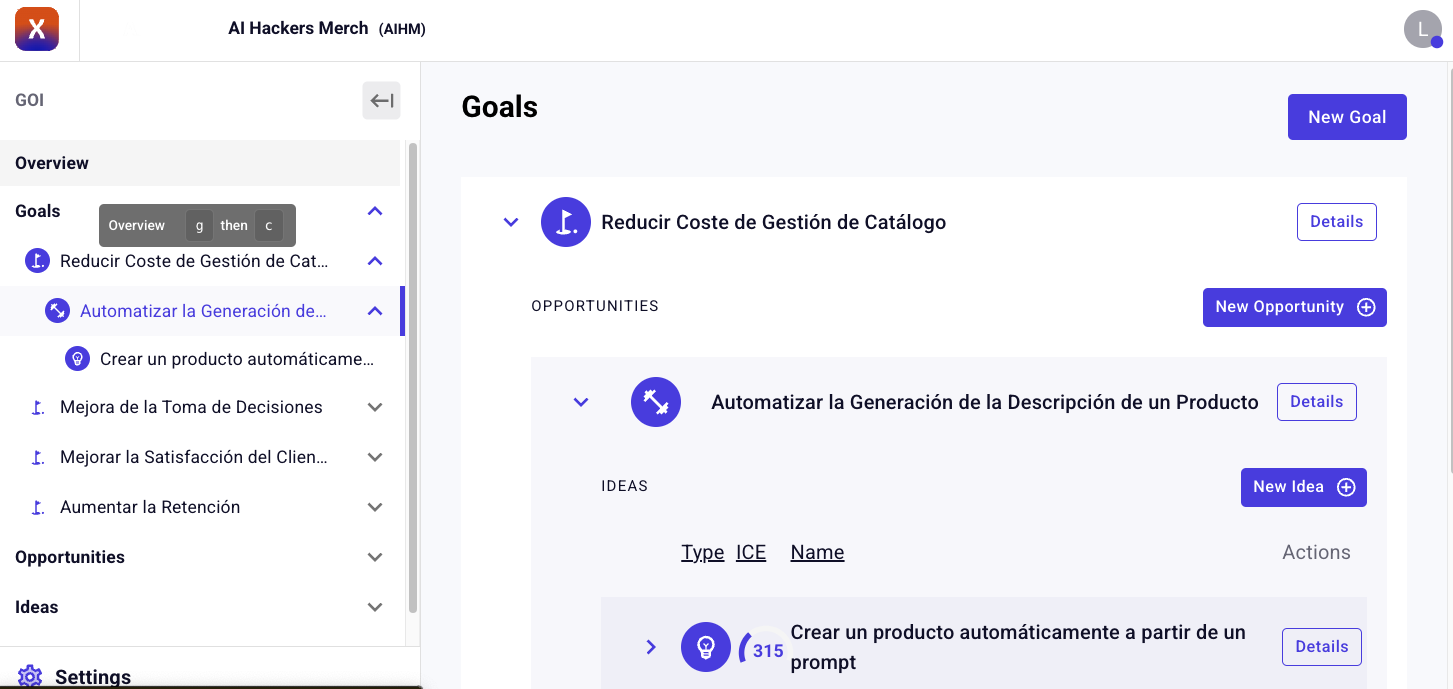 X
AI Hackers Merch (AIHM)
L
GOI
Overview
Goals
Overview g then c
Reducir Coste de Gestión de Cat...
Automatizar la Generación de...
Crear un producto automáticame...
Mejora de la Toma de Decisiones
Mejorar la Satisfacción del Clien...
Aumentar la Retención
Opportunities
Ideas
Settings
Goals
New Goal
Reducir Coste de Gestión de Catálogo
Details
OPPORTUNITIES
New Opportunity
Automatizar la Generación de la Descripción de un Producto
Details
IDEAS
New Idea
Type ICE Name Actions
315
Crear un producto automáticamente a partir de un
prompt
Details